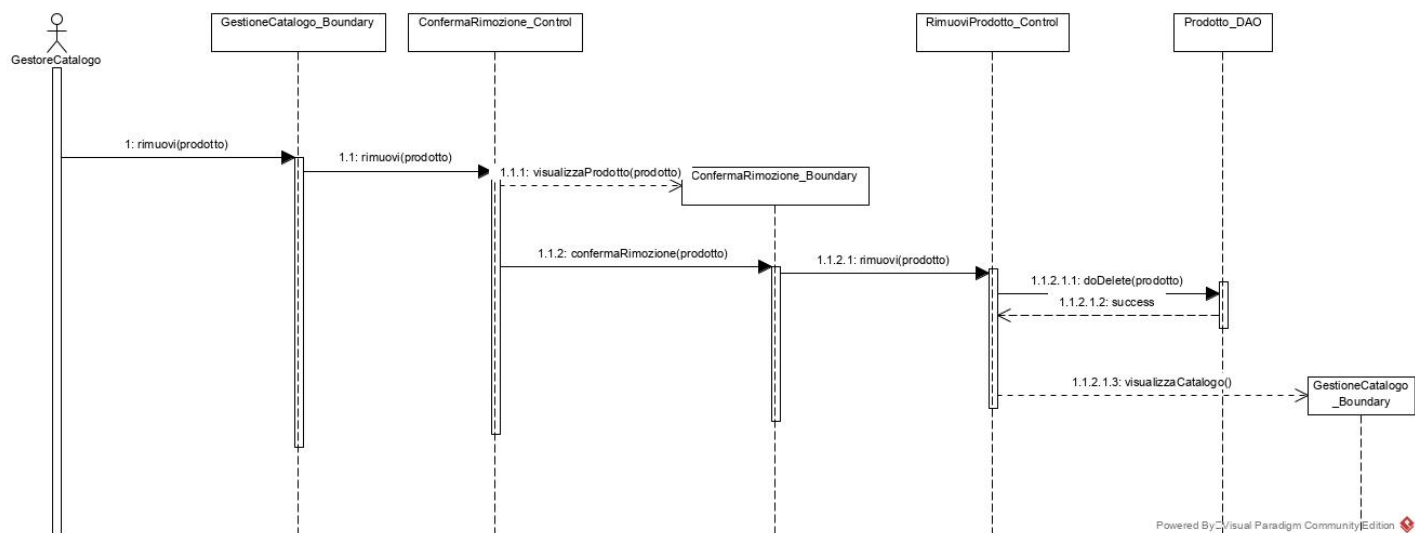 GestoreCatalogo
GestioneCatalogo_Boundary
ConfermaRimozione_Control
RimuoviProdotto_Control
Prodotto_DAO
1: rimuovi(prodotto)
1.1: rimuovi(prodotto)
1.1.1: visualizzaProdotto(prodotto)
ConfermaRimozione_Boundary
1.1.2: confermaRimozione(prodotto)
1.1.2.1: rimuovi(prodotto)
1.1.2.1.1: doDelete(prodotto)
1.1.2.1.2: success
1.1.2.1.3: visualizzaCatalogo()
GestioneCatalogo
_Boundary
Powered By Visual Paradigm Community Edition